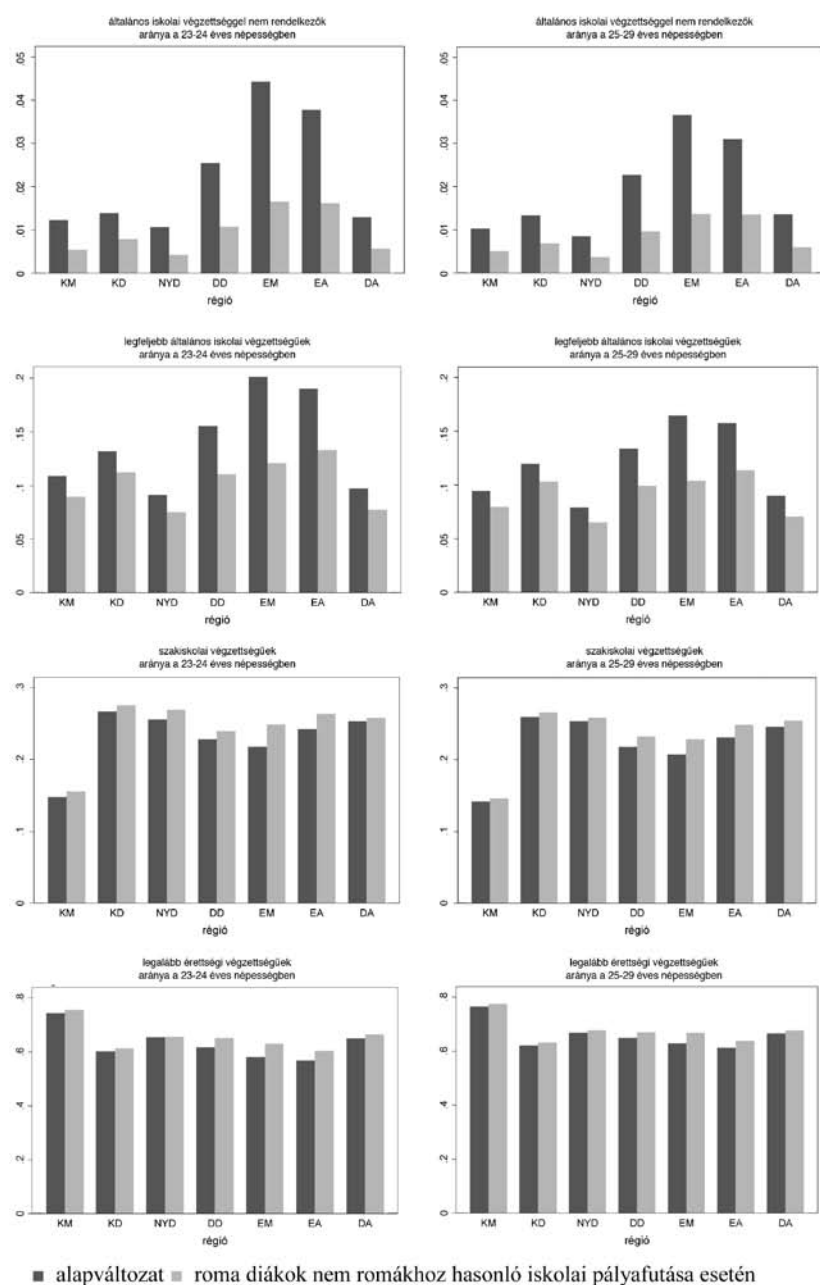 általános iskolai végzettséggel nem rendelkezők
aránya a 23-24 éves népességben
.05
.04
.03
.02
.01
0
KM KD NYD DD EM EA DA
régió
általános iskolai végzettséggel nem rendelkezők
aránya a 25-29 éves népességben
.05
.04
.03
.02
.01
0
KM KD NYD DD EM EA DA
régió
legfeljebb általános iskolai végzettségűek
aránya a 23-24 éves népességben
.2
.15
.1
.05
0
KM KD NYD DD EM EA DA
régió
legfeljebb általános iskolai végzettségűek
aránya a 25-29 éves népességben
.2
.15
.1
.05
0
KM KD NYD DD EM EA DA
régió
szakiskolai végzettségűek
aránya a 23-24 éves népességben
.3
.2
.1
0
KM KD NYD DD EM EA DA
régió
szakiskolai végzettségűek
aránya a 25-29 éves népességben
.3
.2
.1
0
KM KD NYD DD EM EA DA
régió
legalább érettségi végzettségűek
aránya a 23-24 éves népességben
.8
.6
.4
.2
0
KM KD NYD DD EM EA DA
régió
legalább érettségi végzettségűek
aránya a 25-29 éves népességben
.8
.6
.4
.2
0
KM KD NYD DD EM EA DA
régió
alapváltozat roma diákok nem romákhoz hasonló iskolai pályafutása esetén